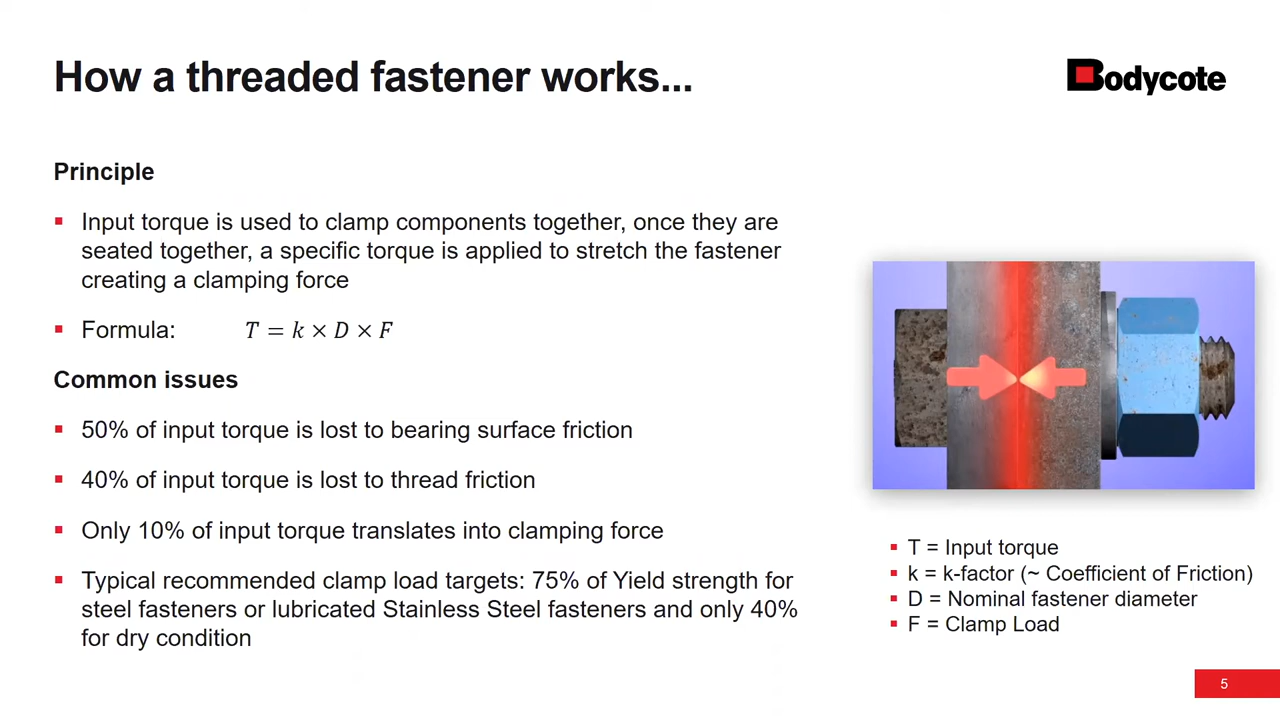 How a threaded fastener works...
Bodycote
Principle
▪ Input torque is used to clamp components together, once they are
seated together, a specific torque is applied to stretch the fastener
creating a clamping force
▪ Formula: T = k × D × F
Common issues
▪ 50% of input torque is lost to bearing surface friction
▪ 40% of input torque is lost to thread friction
▪ Only 10% of input torque translates into clamping force
▪ Typical recommended clamp load targets: 75% of Yield strength for
steel fasteners or lubricated Stainless Steel fasteners and only 40%
for dry condition
▪ T = Input torque
▪ k = k-factor (~ Coefficient of Friction)
▪ D = Nominal fastener diameter
▪ F = Clamp Load
5